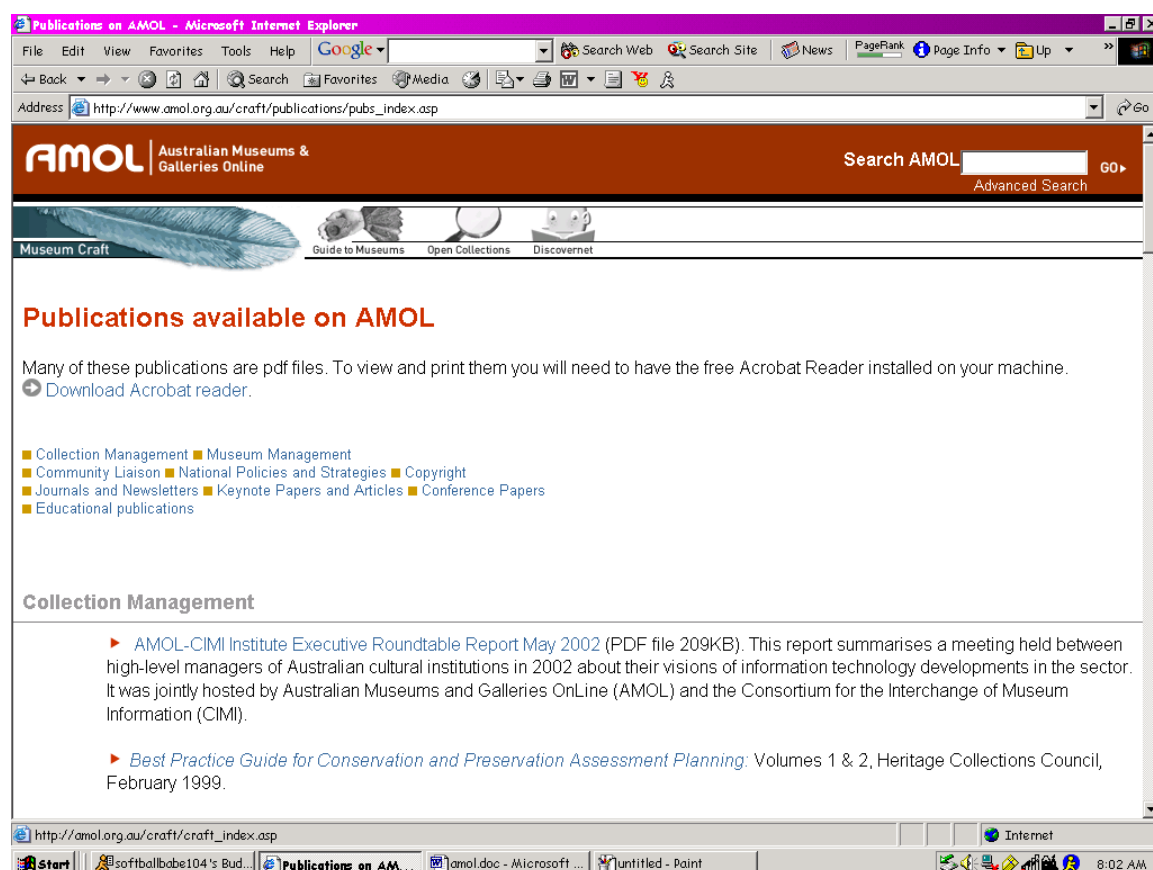 Publications on AMOL - Microsoft Internet Explorer
File Edit View Favorites Tools Help Google Search Web Search Site News PageRank Page Info Up »
Back Search Favorites Media
Address http://www.amol.org.au/craft/publications/pubs_index.asp Go
AMOL Australian Museums &
Galleries Online
Search AMOL GO
Advanced Search
Museum Craft Guide to Museums Open Collections Discovernet
Publications available on AMOL
Many of these publications are pdf files. To view and print them you will need to have the free Acrobat Reader installed on your machine.
Download Acrobat reader.
Collection Management Museum Management
Community Liaison National Policies and Strategies Copyright
Journals and Newsletters Keynote Papers and Articles Conference Papers
Educational publications
Collection Management
AMOL-CIMI Institute Executive Roundtable Report May 2002 (PDF file 209KB). This report summarises a meeting held between
high-level managers of Australian cultural institutions in 2002 about their visions of information technology developments in the sector.
It was jointly hosted by Australian Museums and Galleries OnLine (AMOL) and the Consortium for the Interchange of Museum
Information (CIMI).
Best Practice Guide for Conservation and Preservation Assessment Planning: Volumes 1 & 2, Heritage Collections Council,
February 1999.
http://amol.org.au/craft/craft_index.asp Internet
Start softballbabe104's Bud... Publications on AM... amol.doc - Microsoft ... untitled - Paint 8:02 AM